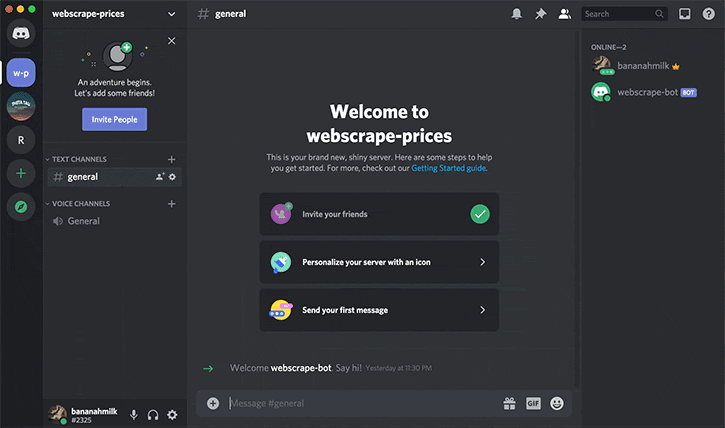 webscrape-prices
general
Search
w-p
An adventure begins.
Let's add some friends!
Invite People
R
TEXT CHANNELS
general
VOICE CHANNELS
General
Welcome to
webscrape-prices
This is your brand new, shiny server. Here are some steps to help
you get started. For more, check out our Getting Started guide.
Invite your friends
Personalize your server with an icon
Send your first message
Welcome webscrape-bot. Say hi! Yesterday at 11:30 PM
Message #general
GIF
bananahmilk
#2325
ONLINE—2
bananahmilk
webscrape-bot BOT